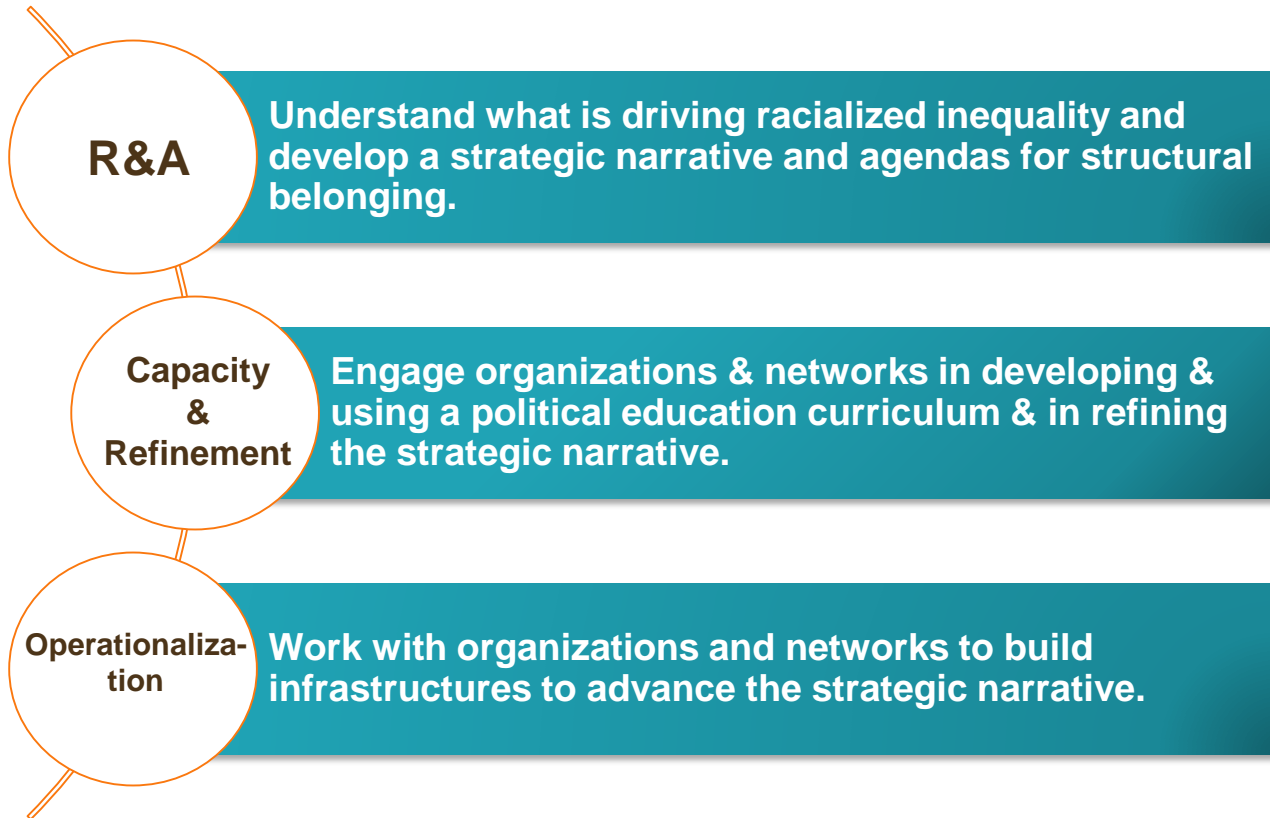 R&A
Understand what is driving racialized inequality and
develop a strategic narrative and agendas for structural
belonging.
Capacity
&
Refinement
Engage organizations & networks in developing &
using a political education curriculum & in refining
the strategic narrative.
Operationaliza-
tion
Work with organizations and networks to build
infrastructures to advance the strategic narrative.